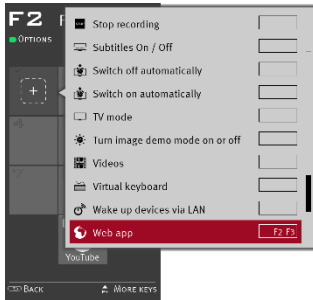 F2
OPTIONS
Stop recording
Subtitles On / Off
Switch off automatically
Switch on automatically
TV mode
Turn image demo mode on or off
Videos
Virtual keyboard
Wake up devices via LAN
Web app F2 F3
YouTube
BACK
MORE KEYS